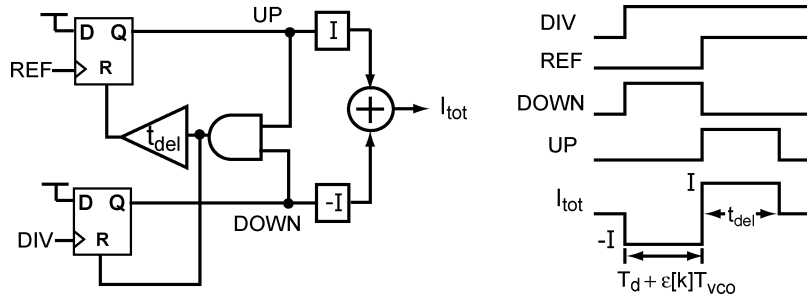 UP
D Q
REF
R
I
t_del
I_tot
-I
D Q
DOWN
DIV
R
DIV
REF
DOWN
UP
I
I_tot
t_del
-I
T_d + ε[k]T_vco